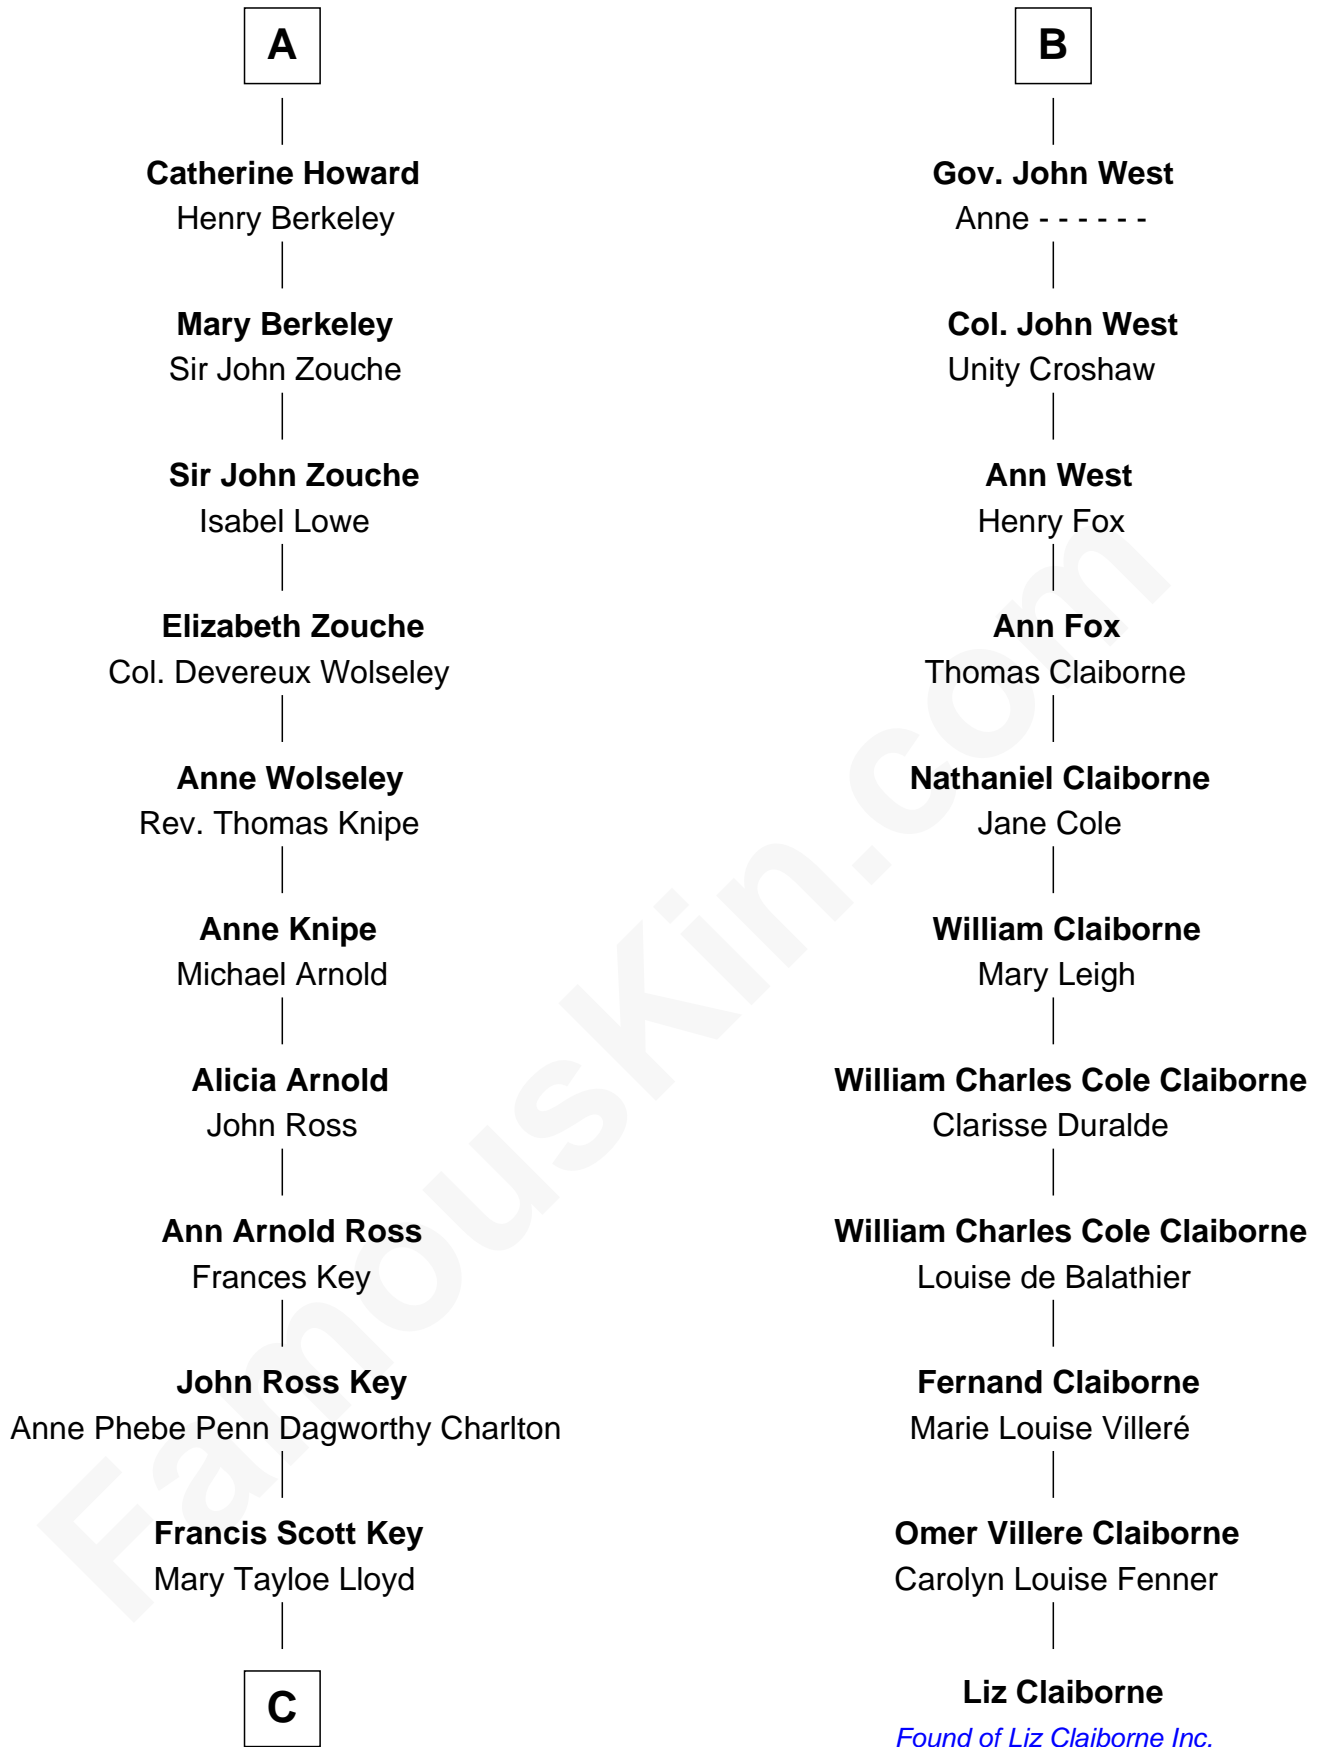 A
Catherine Howard
Henry Berkeley
Mary Berkeley
Sir John Zouche
Sir John Zouche
Isabel Lowe
Elizabeth Zouche
Col. Devereux Wolseley
Anne Wolseley
Rev. Thomas Knipe
Anne Knipe
Michael Arnold
Alicia Arnold
John Ross
Ann Arnold Ross
Frances Key
John Ross Key
Anne Phebe Penn Dagworthy Charlton
Francis Scott Key
Mary Tayloe Lloyd
C
B
Gov. John West
Anne - - - - - -
Col. John West
Unity Croshaw
Ann West
Henry Fox
Ann Fox
Thomas Claiborne
Nathaniel Claiborne
Jane Cole
William Claiborne
Mary Leigh
William Charles Cole Claiborne
Clarisse Duralde
William Charles Cole Claiborne
Louise de Balathier
Fernand Claiborne
Marie Louise Villeré
Omer Villere Claiborne
Carolyn Louise Fenner
Liz Claiborne
Found of Liz Claiborne Inc.
FamousKin.com